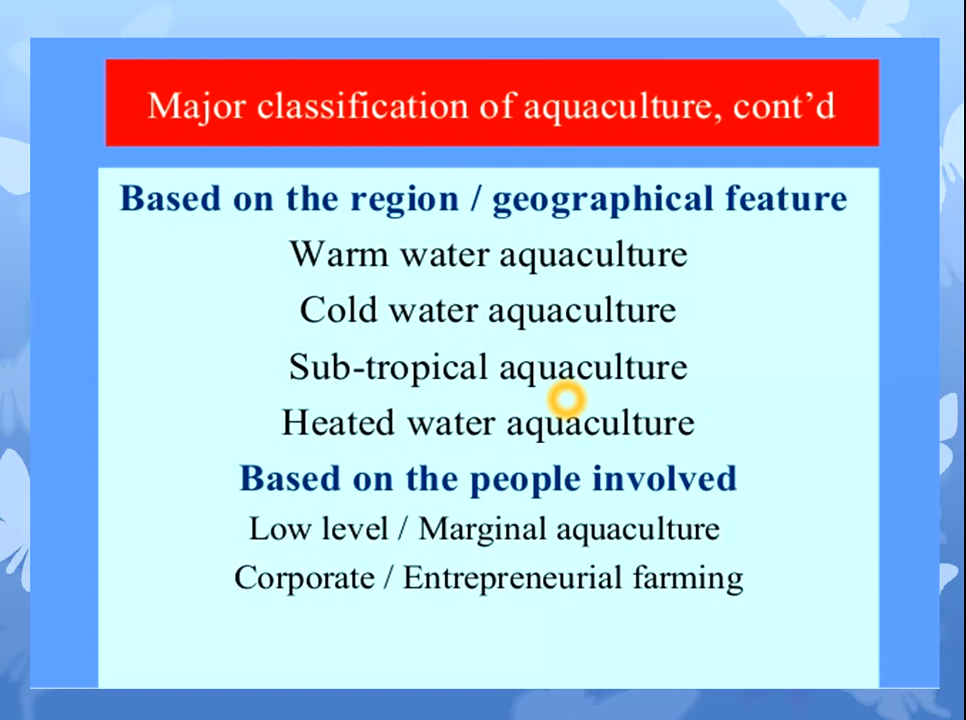 Major classification of aquaculture, cont’d
Based on the region / geographical feature
Warm water aquaculture
Cold water aquaculture
Sub-tropical aquaculture
Heated water aquaculture
Based on the people involved
Low level / Marginal aquaculture
Corporate / Entrepreneurial farming